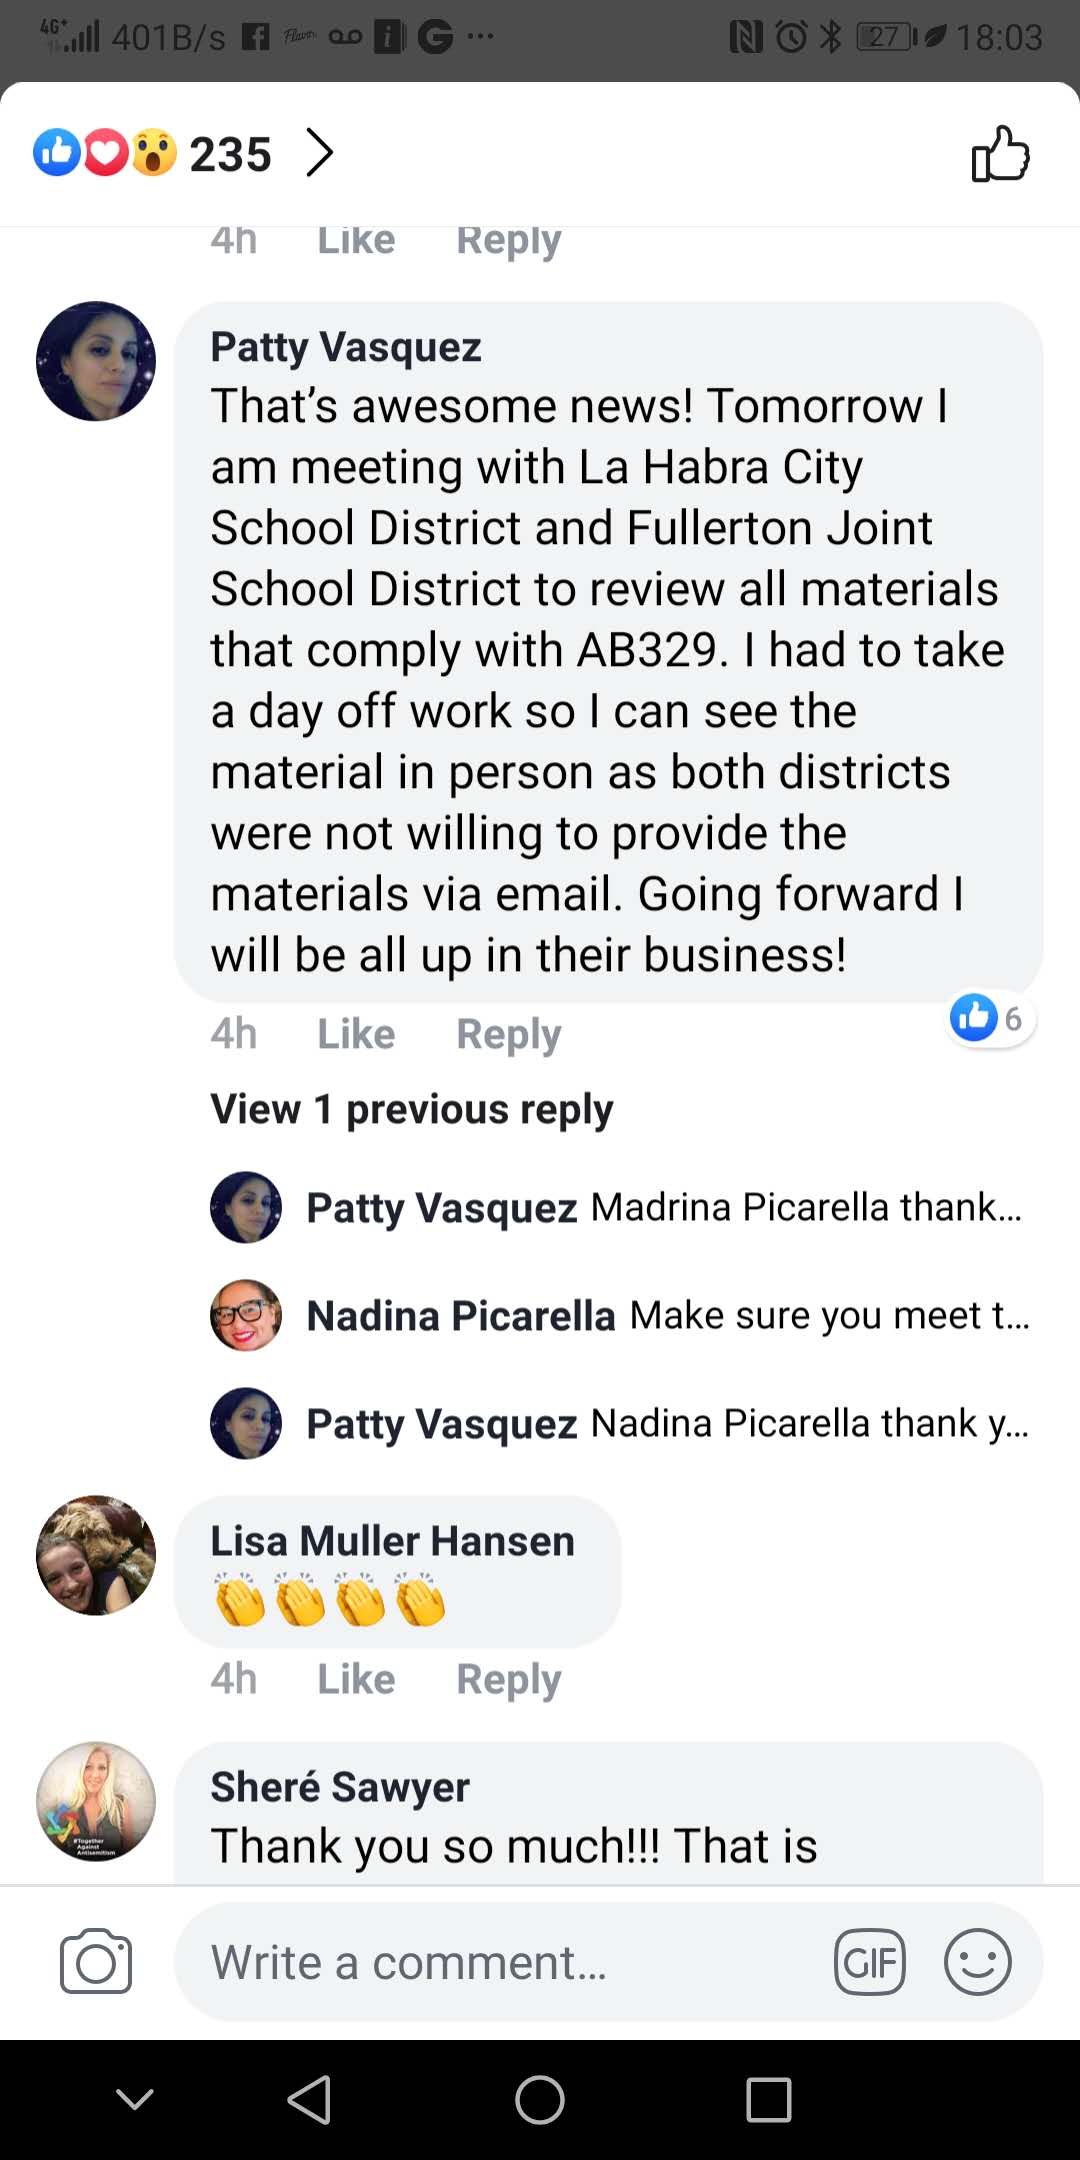 4G+ 401B/s Flavor i G ... N 27 18:03
235
4h Like Reply
Patty Vasquez
That’s awesome news! Tomorrow I
am meeting with La Habra City
School District and Fullerton Joint
School District to review all materials
that comply with AB329. I had to take
a day off work so I can see the
material in person as both districts
were not willing to provide the
materials via email. Going forward I
will be all up in their business!
4h Like Reply 6
View 1 previous reply
Patty Vasquez Madrina Picarella thank...
Nadina Picarella Make sure you meet t...
Patty Vasquez Nadina Picarella thank y...
Lisa Muller Hansen
👏👏👏👏
4h Like Reply
Sheré Sawyer
#Together
Against
Antisemitism
Thank you so much!!! That is
Write a comment... GIF